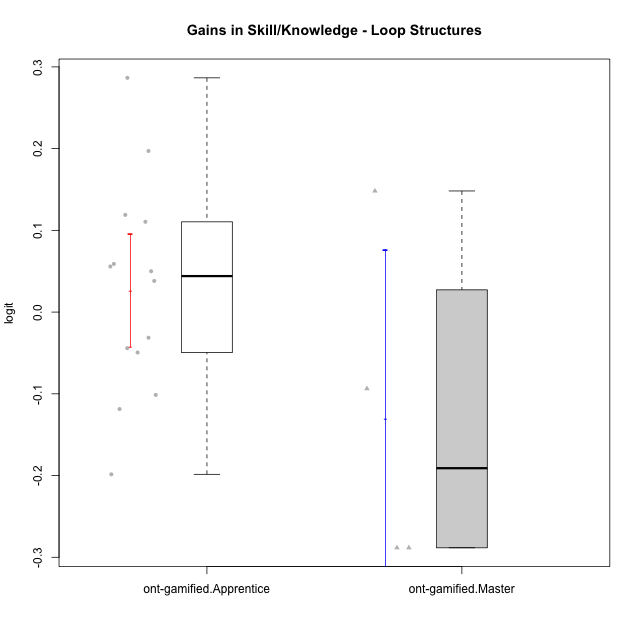 Gains in Skill/Knowledge - Loop Structures
logit
0.3
0.2
0.1
0.0
-0.1
-0.2
-0.3
ont-gamified.Apprentice
ont-gamified.Master